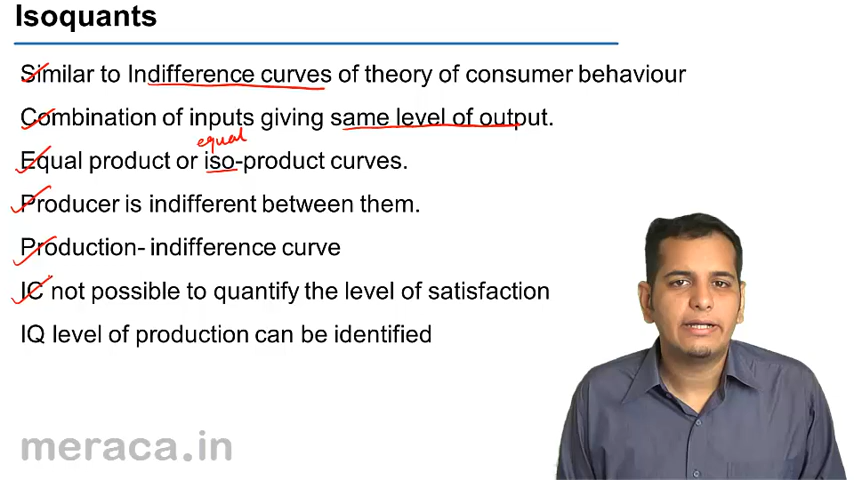 Isoquants
Similar to Indifference curves of theory of consumer behaviour
Combination of inputs giving same level of output.
equal
Equal product or iso-product curves.
Producer is indifferent between them.
Production- indifference curve
IC not possible to quantify the level of satisfaction
IQ level of production can be identified
meraca.in